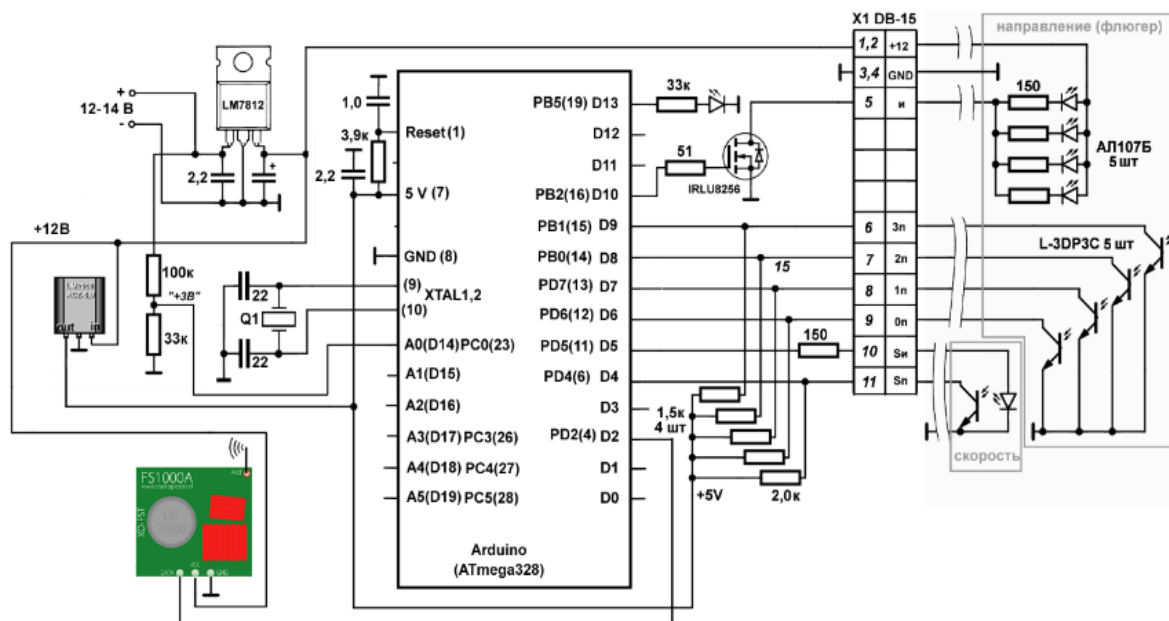 X1 DB-15
направление (флюгер)
1,2 +12
3,4 GND
5 и
6 3п
7 2п
8 1п
9 0п
10 Sи
11 Sп
150
АЛ107Б
5 шт
L-3DP3C 5 шт
скорость
+
12-14 В
-
LM7812
2,2
+
+12В
out in
100к
"+3В"
33к
1,0
3,9к
2,2
22
Q1
22
Reset(1)
5 V (7)
GND (8)
(9)
XTAL1,2
(10)
A0(D14)PC0(23)
A1(D15)
A2(D16)
A3(D17)PC3(26)
A4(D18)PC4(27)
A5(D19)PC5(28)
PB5(19) D13
D12
D11
PB2(16) D10
PB1(15) D9
PB0(14) D8
PD7(13) D7
PD6(12) D6
PD5(11) D5
PD4(6) D4
D3
PD2(4) D2
D1
D0
Arduino
(ATmega328)
33к
51
IRLU8256
15
150
1,5к
4 шт
+5V
2,0к
FS1000A
XD-FST
ANT
DATA VCC GND